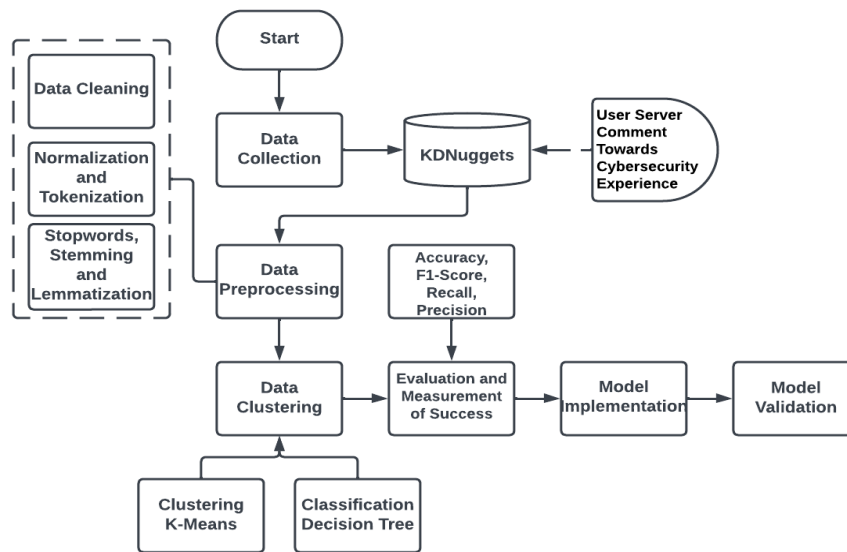 Start
Data Cleaning
Normalization
and
Tokenization
Stopwords,
Stemming
and
Lemmatization
Data
Collection
KDNuggets
User Server
Comment
Towards
Cybersecurity
Experience
Data
Preprocessing
Accuracy,
F1-Score,
Recall,
Precision
Data
Clustering
Evaluation and
Measurement
of Success
Model
Implementation
Model
Validation
Clustering
K-Means
Classification
Decision Tree